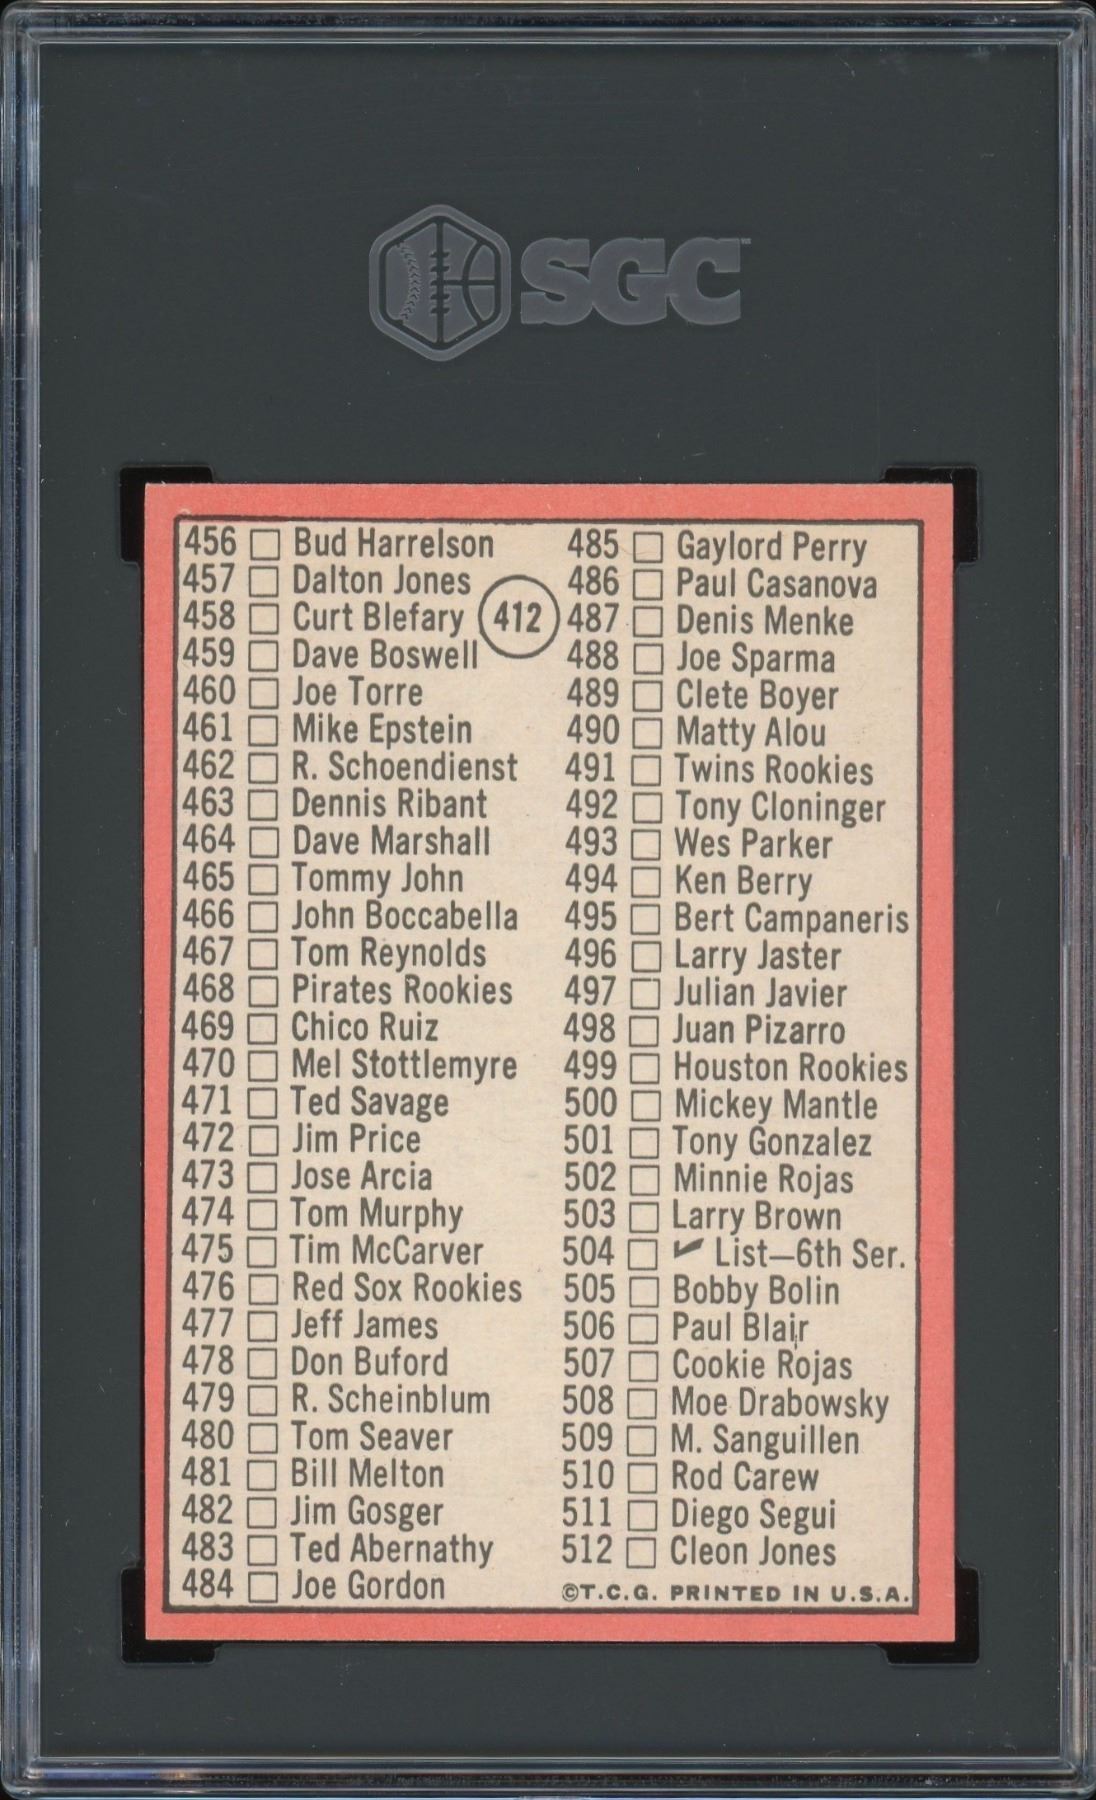 SGC™
456 Bud Harrelson
457 Dalton Jones
458 Curt Blefary
459 Dave Boswell
460 Joe Torre
461 Mike Epstein
462 R. Schoendienst
463 Dennis Ribant
464 Dave Marshall
465 Tommy John
466 John Boccabella
467 Tom Reynolds
468 Pirates Rookies
469 Chico Ruiz
470 Mel Stottlemyre
471 Ted Savage
472 Jim Price
473 Jose Arcia
474 Tom Murphy
475 Tim McCarver
476 Red Sox Rookies
477 Jeff James
478 Don Buford
479 R. Scheinblum
480 Tom Seaver
481 Bill Melton
482 Jim Gosger
483 Ted Abernathy
484 Joe Gordon
412
485 Gaylord Perry
486 Paul Casanova
487 Denis Menke
488 Joe Sparma
489 Clete Boyer
490 Matty Alou
491 Twins Rookies
492 Tony Cloninger
493 Wes Parker
494 Ken Berry
495 Bert Campaneris
496 Larry Jaster
497 Julian Javier
498 Juan Pizarro
499 Houston Rookies
500 Mickey Mantle
501 Tony Gonzalez
502 Minnie Rojas
503 Larry Brown
504 ✓ List—6th Ser.
505 Bobby Bolin
506 Paul Blair
507 Cookie Rojas
508 Moe Drabowsky
509 M. Sanguillen
510 Rod Carew
511 Diego Segui
512 Cleon Jones
©T.C.G. PRINTED IN U.S.A.